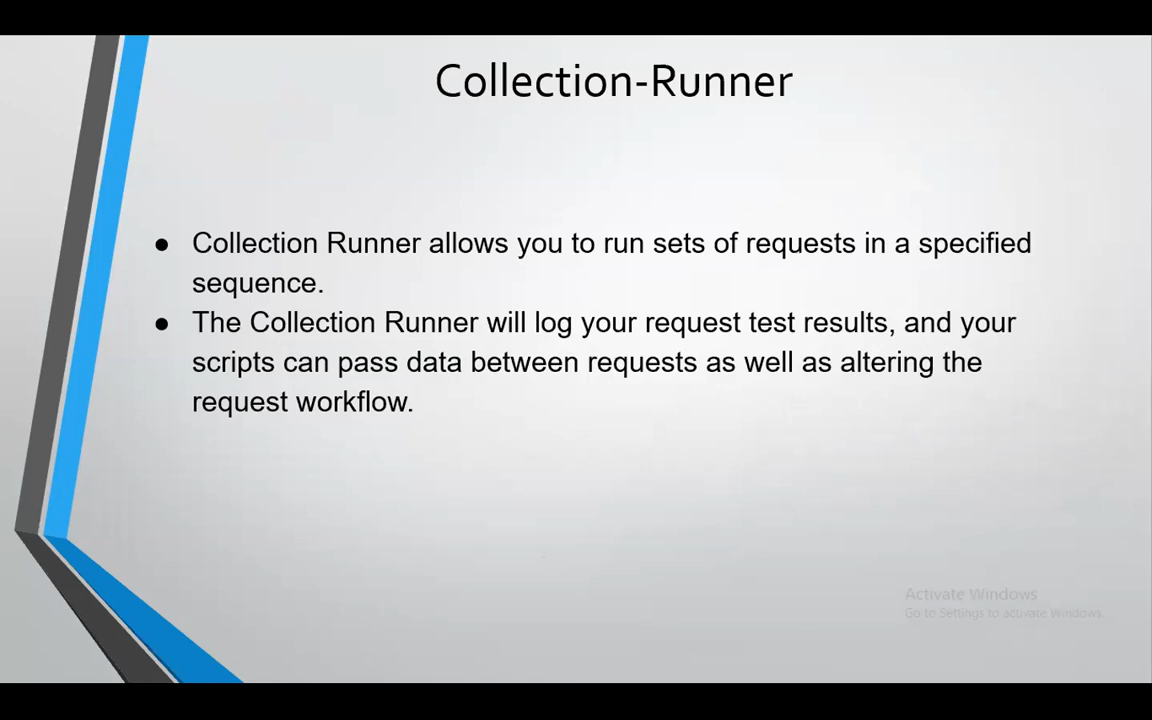 Collection-Runner
● Collection Runner allows you to run sets of requests in a specified
sequence.
● The Collection Runner will log your request test results, and your
scripts can pass data between requests as well as altering the
request workflow.
Activate Windows
Go to Settings to activate Windows.